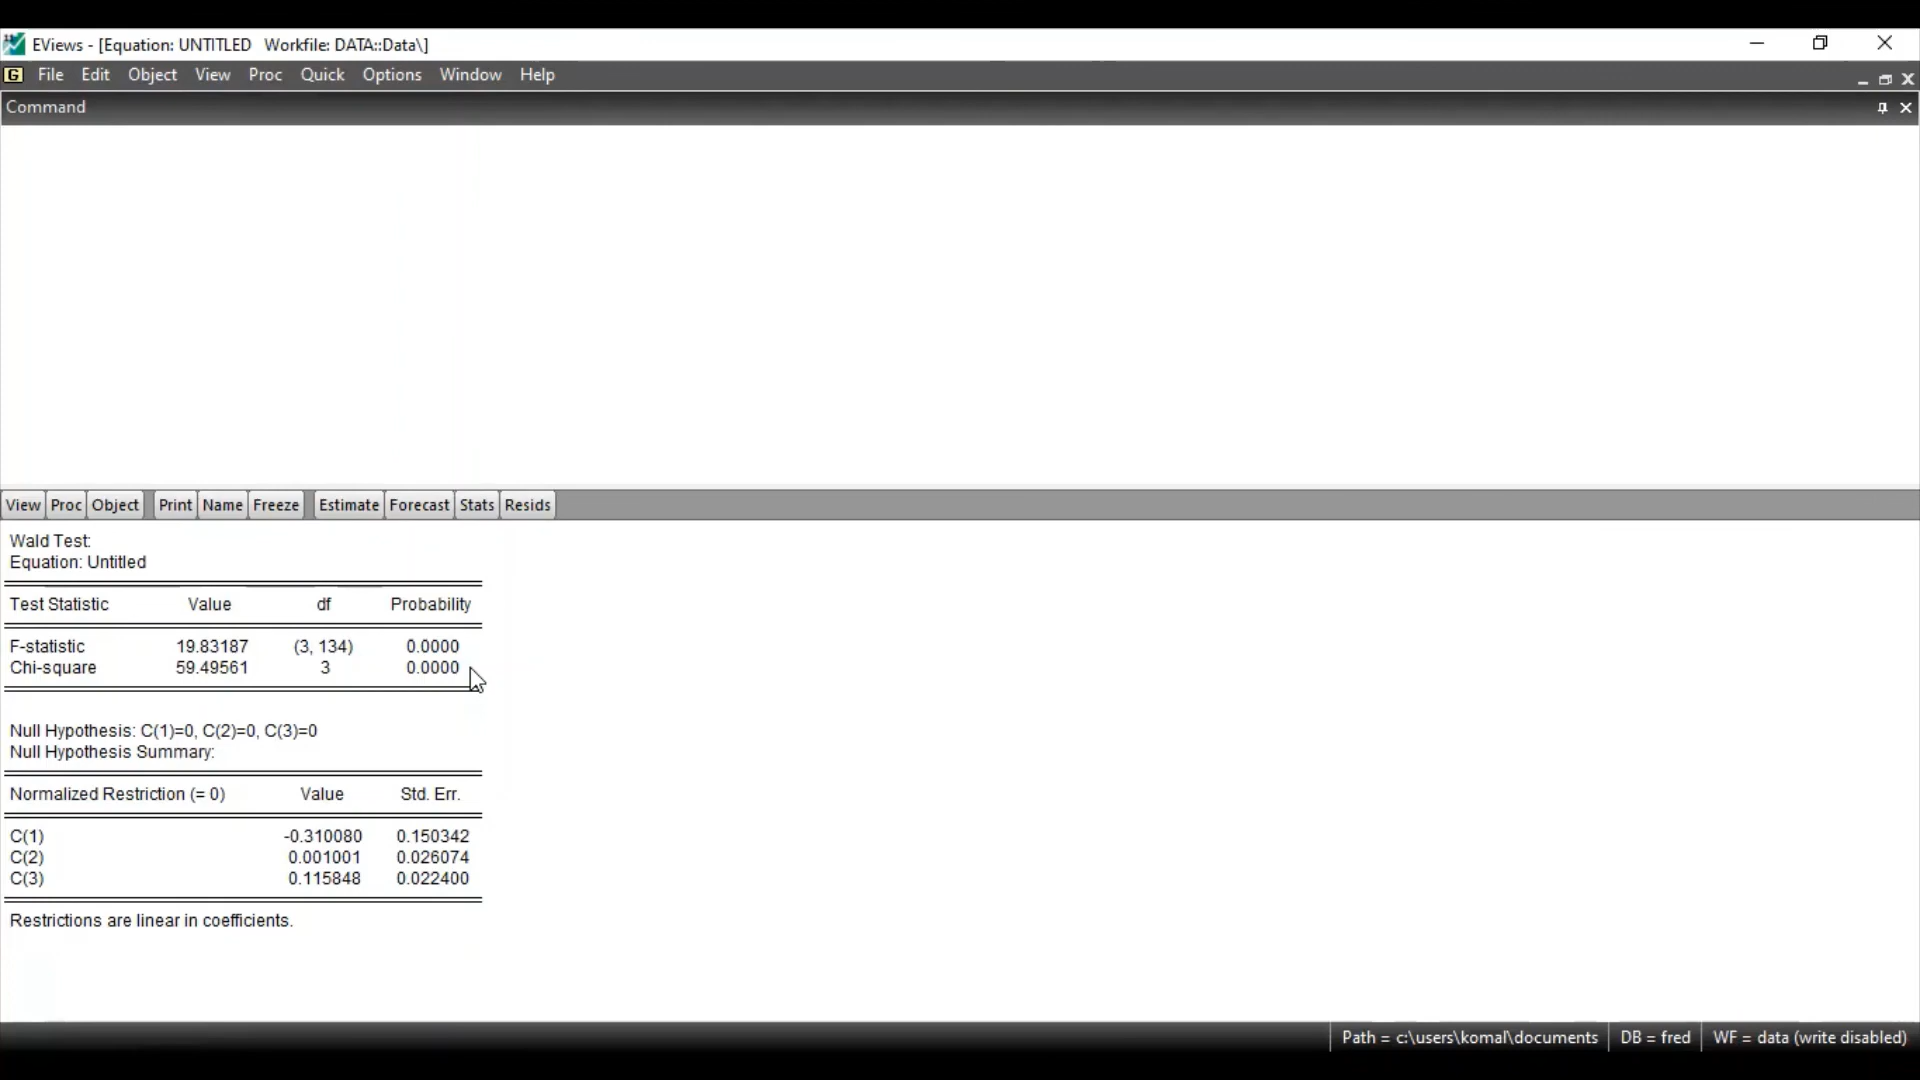 EViews - [Equation: UNTITLED   Workfile: DATA::Data\]
G File Edit Object View Proc Quick Options Window Help
Command
View Proc Object Print Name Freeze Estimate Forecast Stats Resids
Wald Test:
Equation: Untitled
Test Statistic Value df Probability
F-statistic 19.83187 (3, 134) 0.0000
Chi-square 59.49561 3 0.0000
Null Hypothesis: C(1)=0, C(2)=0, C(3)=0
Null Hypothesis Summary:
Normalized Restriction (= 0) Value Std. Err.
C(1) -0.310080 0.150342
C(2) 0.001001 0.026074
C(3) 0.115848 0.022400
Restrictions are linear in coefficients.
Path = c:\users\komal\documents DB = fred WF = data (write disabled)